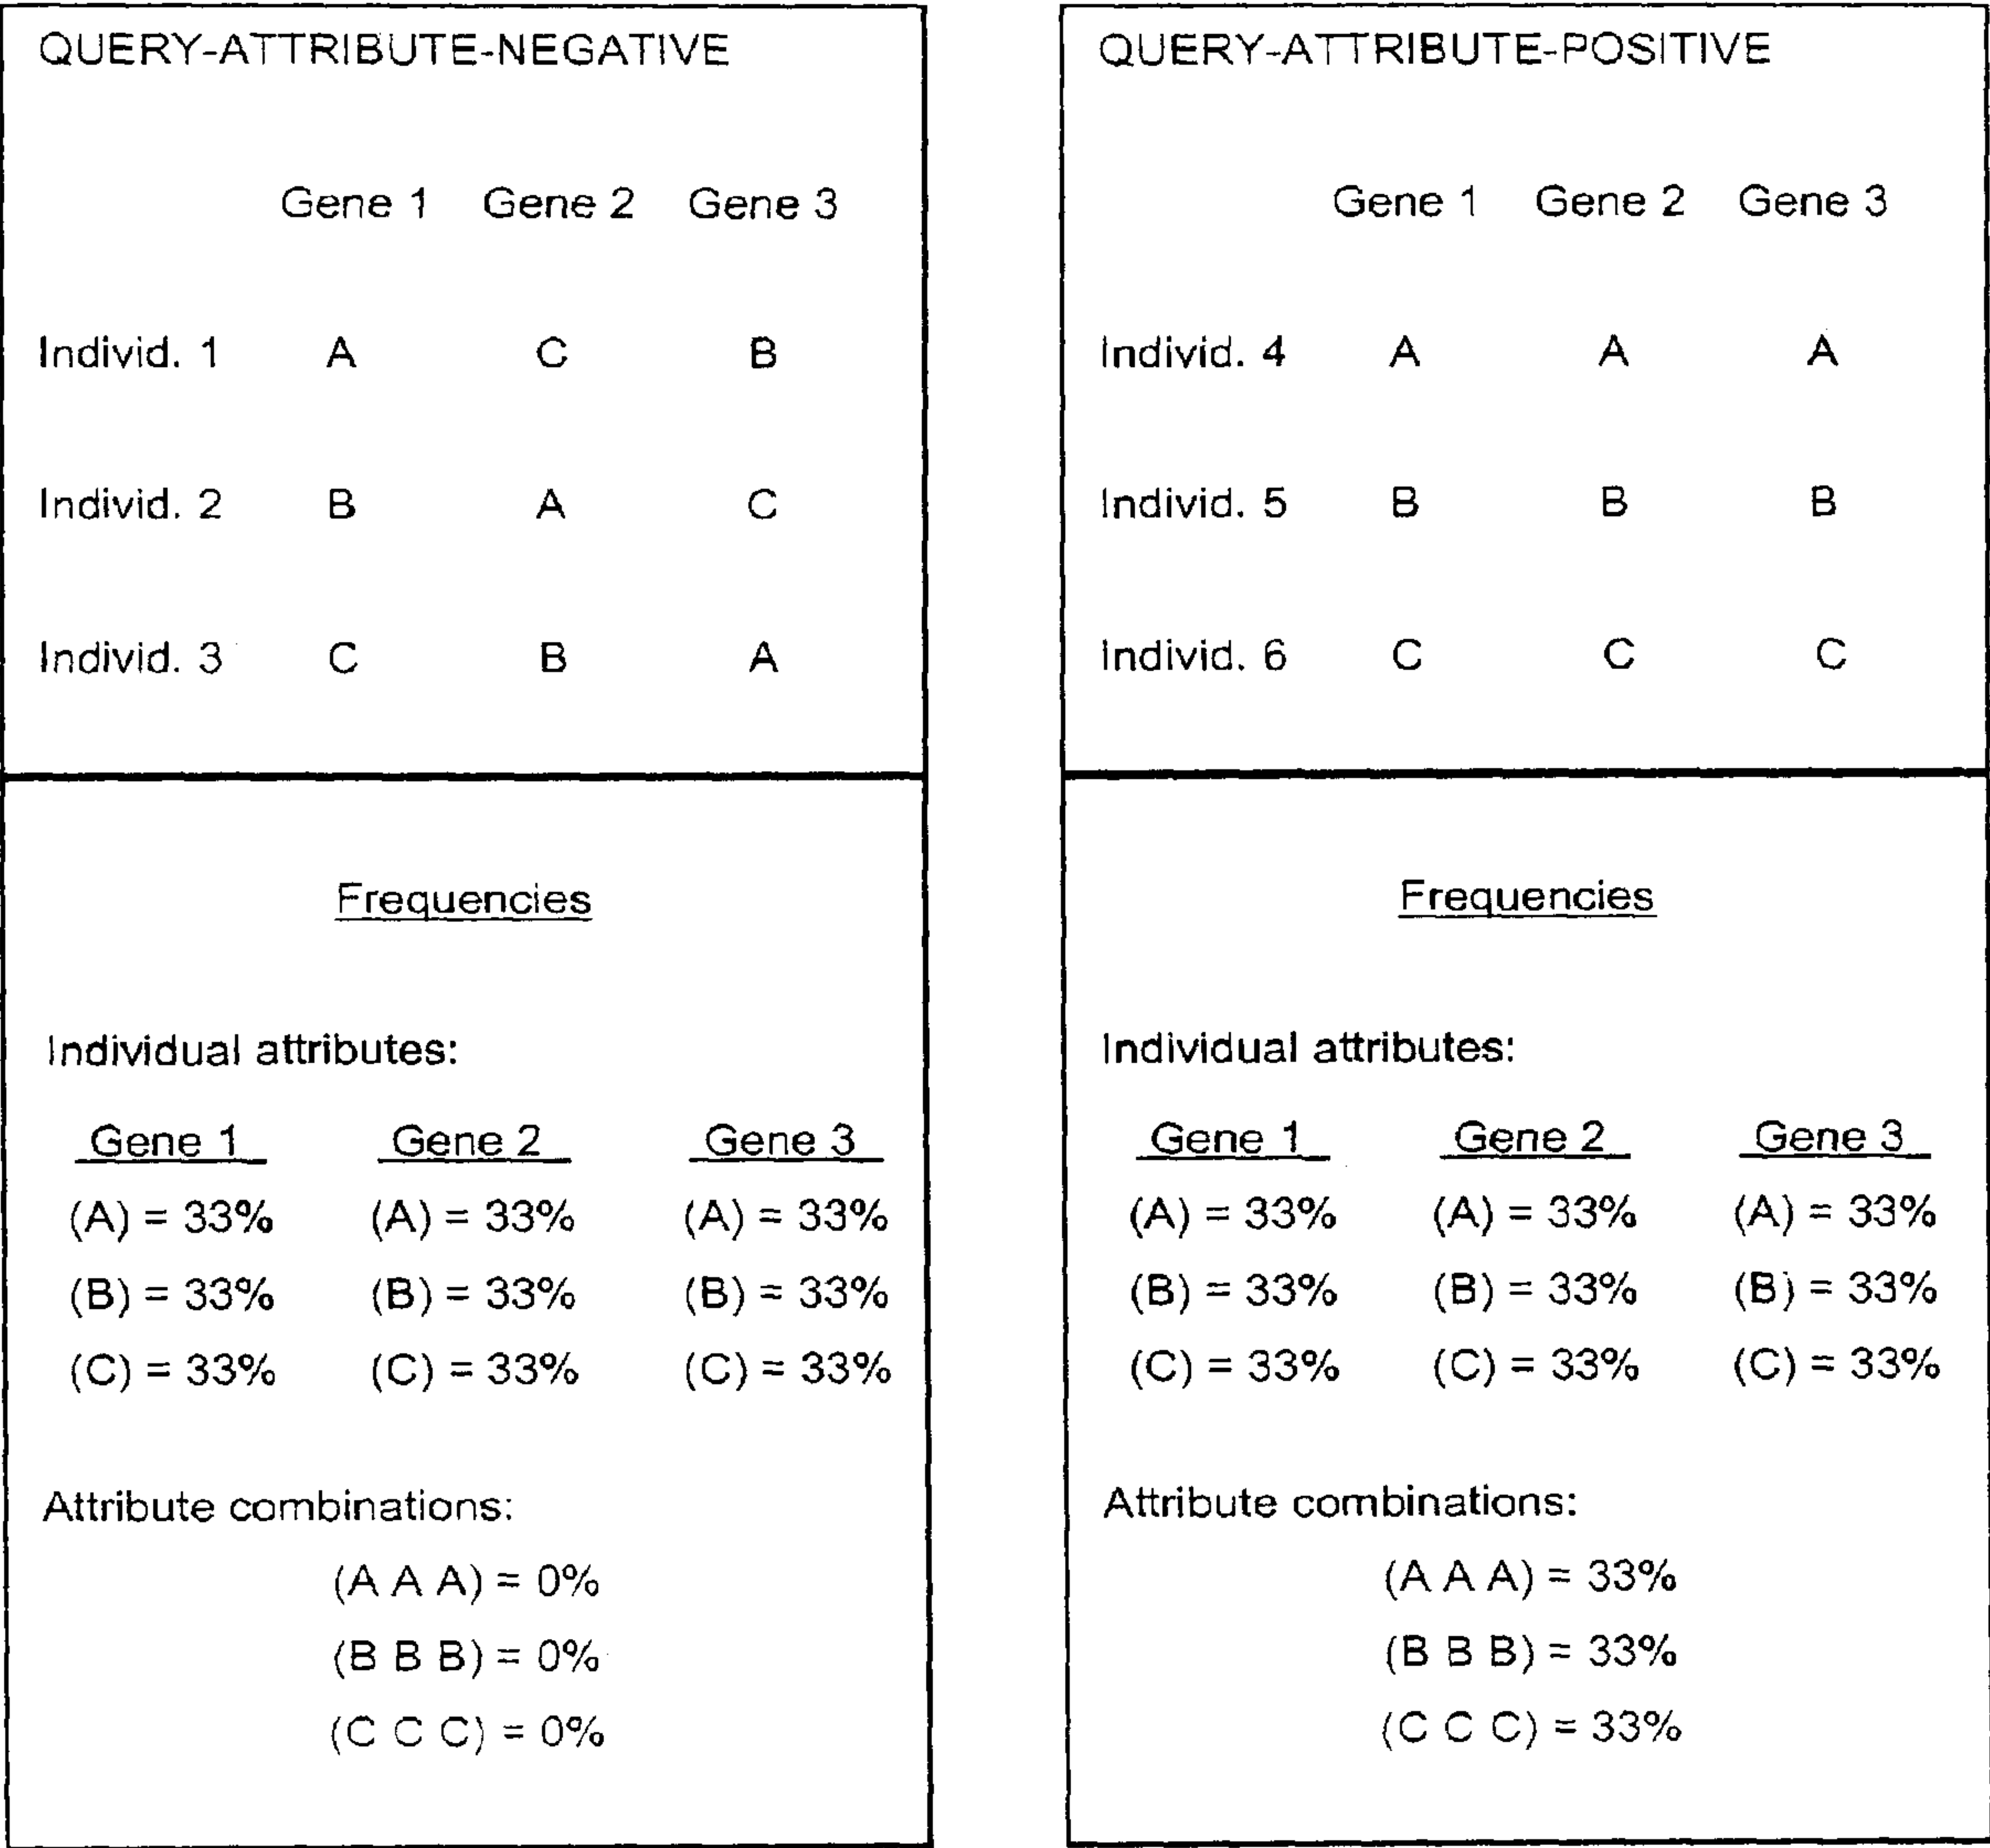 QUERY-ATTRIBUTE-NEGATIVE
Gene 1 Gene 2 Gene 3
Individ. 1 A C B
Individ. 2 B A C
Individ. 3 C B A
Frequencies
Individual attributes:
Gene 1 Gene 2 Gene 3
(A) = 33% (A) = 33% (A) = 33%
(B) = 33% (B) = 33% (B) = 33%
(C) = 33% (C) = 33% (C) = 33%
Attribute combinations:
(A A A) = 0%
(B B B) = 0%
(C C C) = 0%
QUERY-ATTRIBUTE-POSITIVE
Gene 1 Gene 2 Gene 3
Individ. 4 A A A
Individ. 5 B B B
Individ. 6 C C C
Frequencies
Individual attributes:
Gene 1 Gene 2 Gene 3
(A) = 33% (A) = 33% (A) = 33%
(B) = 33% (B) = 33% (B) = 33%
(C) = 33% (C) = 33% (C) = 33%
Attribute combinations:
(A A A) = 33%
(B B B) = 33%
(C C C) = 33%